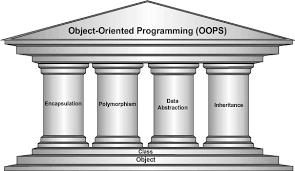 Object-Oriented Programming (OOPS)
Encapsulation
Polymorphism
Data
Abstraction
Inheritance
Class
Object